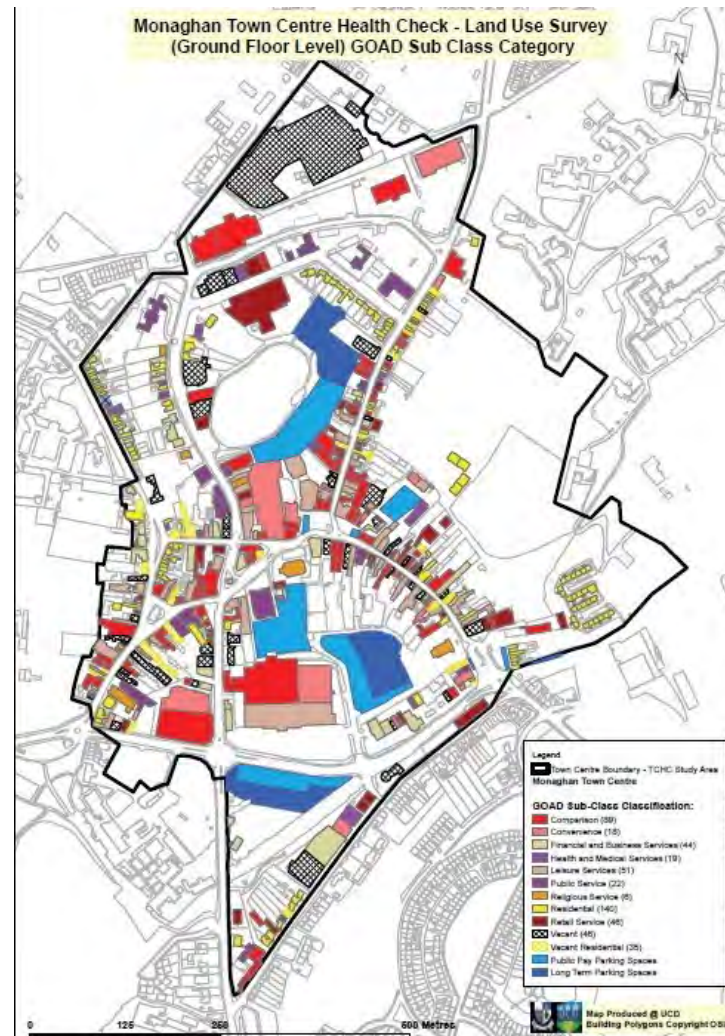 Monaghan Town Centre Health Check - Land Use Survey
(Ground Floor Level) GOAD Sub Class Category
N
Legend
Town Centre Boundary - TCHC Study Area
Monaghan Town Centre
GOAD Sub-Class Classification:
Comparison (89)
Convenience (18)
Financial and Business Services (44)
Health and Medical Services (19)
Leisure Services (51)
Public Service (22)
Religious Service (6)
Residential (140)
Retail Service (46)
Vacant (46)
Vacant Residential (35)
Public Pay Parking Spaces
Long Term Parking Spaces
0 125 250 500 Metres
Map Produced @ UCD
Building Polygons Copyright